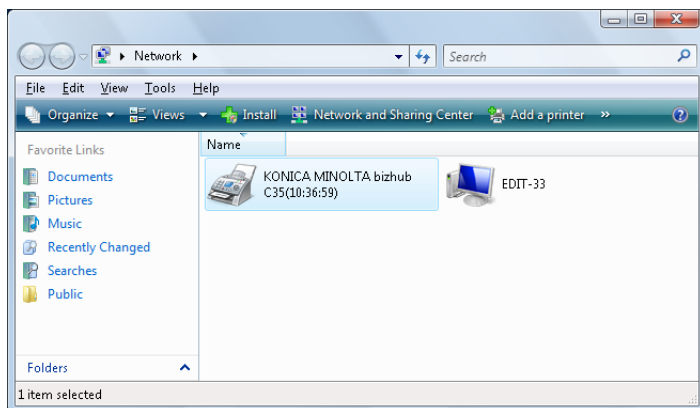 Network
Search
File Edit View Tools Help
Organize Views Install Network and Sharing Center Add a printer »
Favorite Links
Name
Documents
Pictures
Music
Recently Changed
Searches
Public
KONICA MINOLTA bizhub
C35(10:36:59)
EDIT-33
Folders
1 item selected